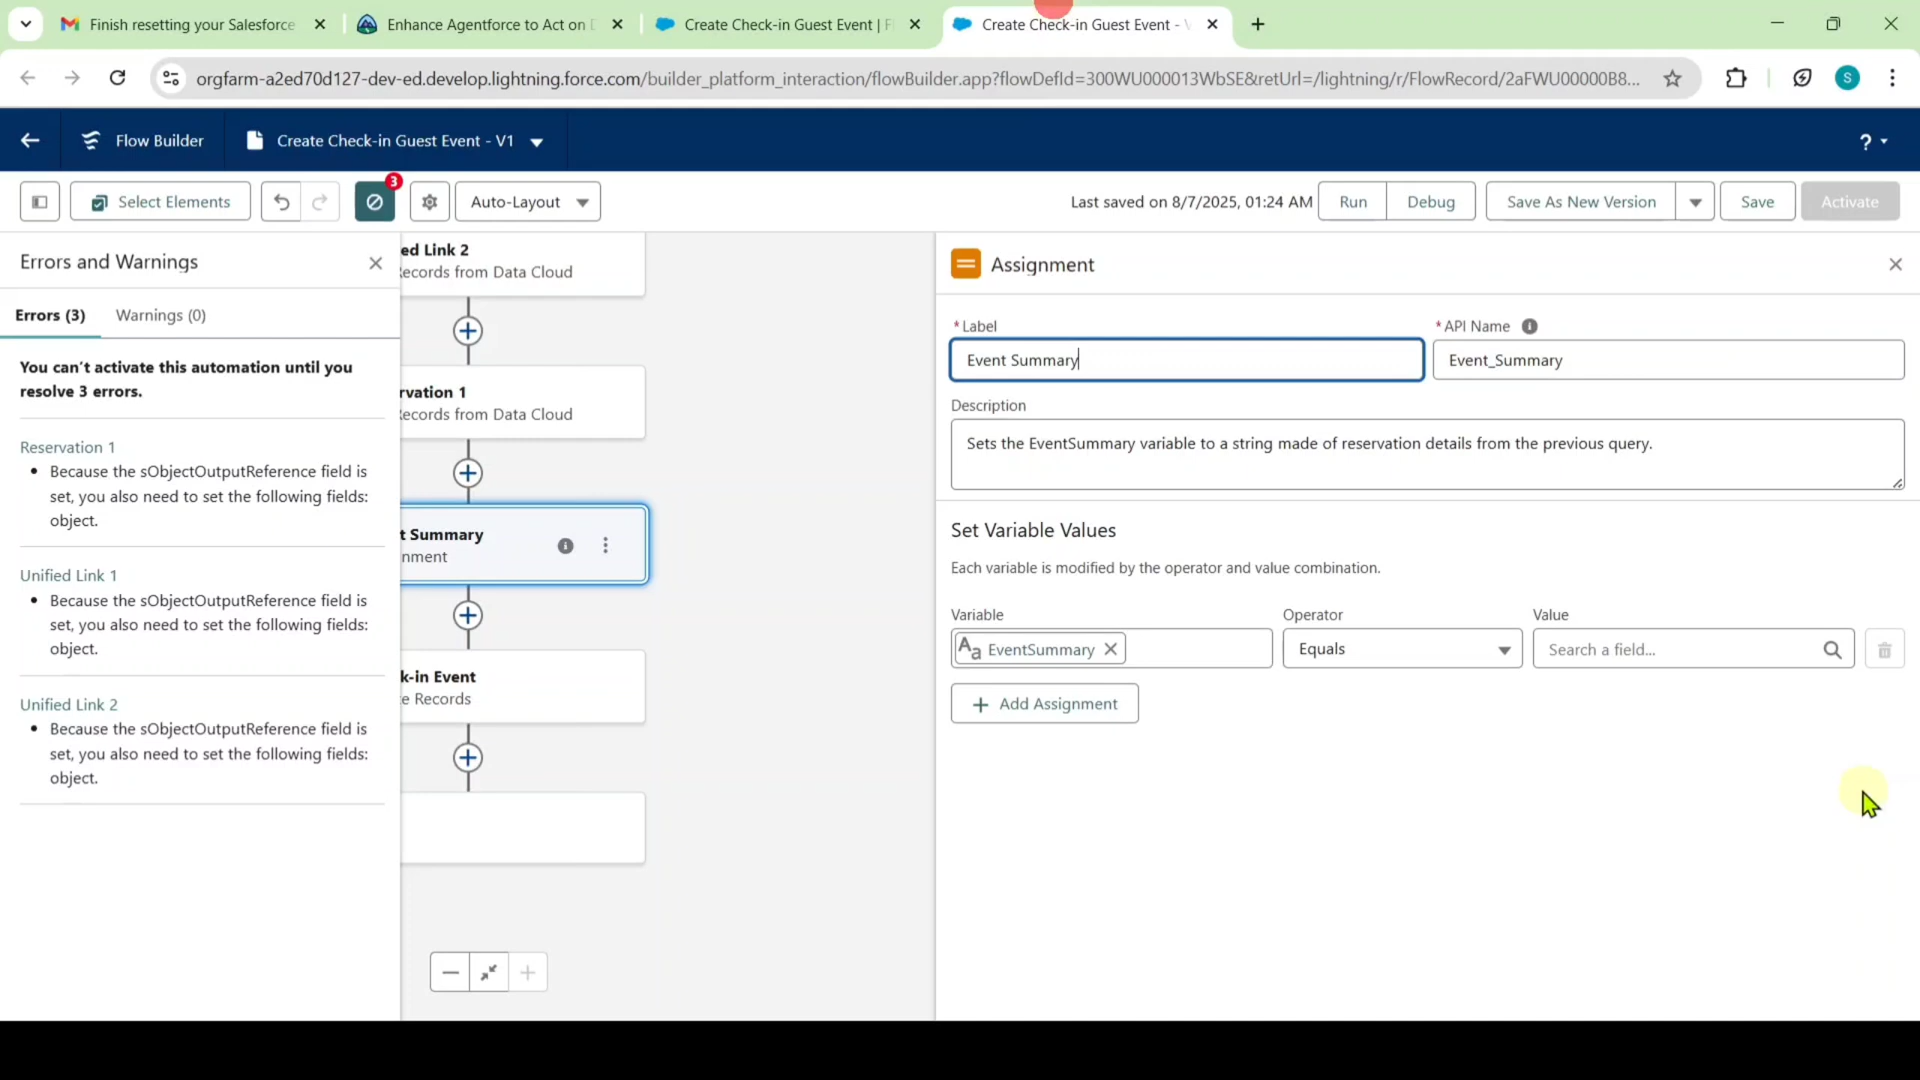 Finish resetting your Salesforce
Enhance Agentforce to Act on D
Create Check-in Guest Event | F
Create Check-in Guest Event - V
orgfarm-a2ed70d127-dev-ed.develop.lightning.force.com/builder_platform_interaction/flowBuilder.app?flowDefId=300WU000013WbSE&retUrl=/lightning/r/FlowRecord/2aFWU00000B8...
S
Flow Builder
Create Check-in Guest Event - V1
?
Select Elements
3
Auto-Layout
Last saved on 8/7/2025, 01:24 AM
Run
Debug
Save As New Version
Save
Activate
Errors and Warnings
Errors (3)
Warnings (0)
You can't activate this automation until you
resolve 3 errors.
Reservation 1
• Because the sObjectOutputReference field is
set, you also need to set the following fields:
object.
Unified Link 1
• Because the sObjectOutputReference field is
set, you also need to set the following fields:
object.
Unified Link 2
• Because the sObjectOutputReference field is
set, you also need to set the following fields:
object.
ed Link 2
Records from Data Cloud
rvation 1
Records from Data Cloud
t Summary
nment
k-in Event
e Records
Assignment
* Label
Event Summary
* API Name
Event_Summary
Description
Sets the EventSummary variable to a string made of reservation details from the previous query.
Set Variable Values
Each variable is modified by the operator and value combination.
Variable
Operator
Value
Aa EventSummary
Equals
Search a field...
+ Add Assignment